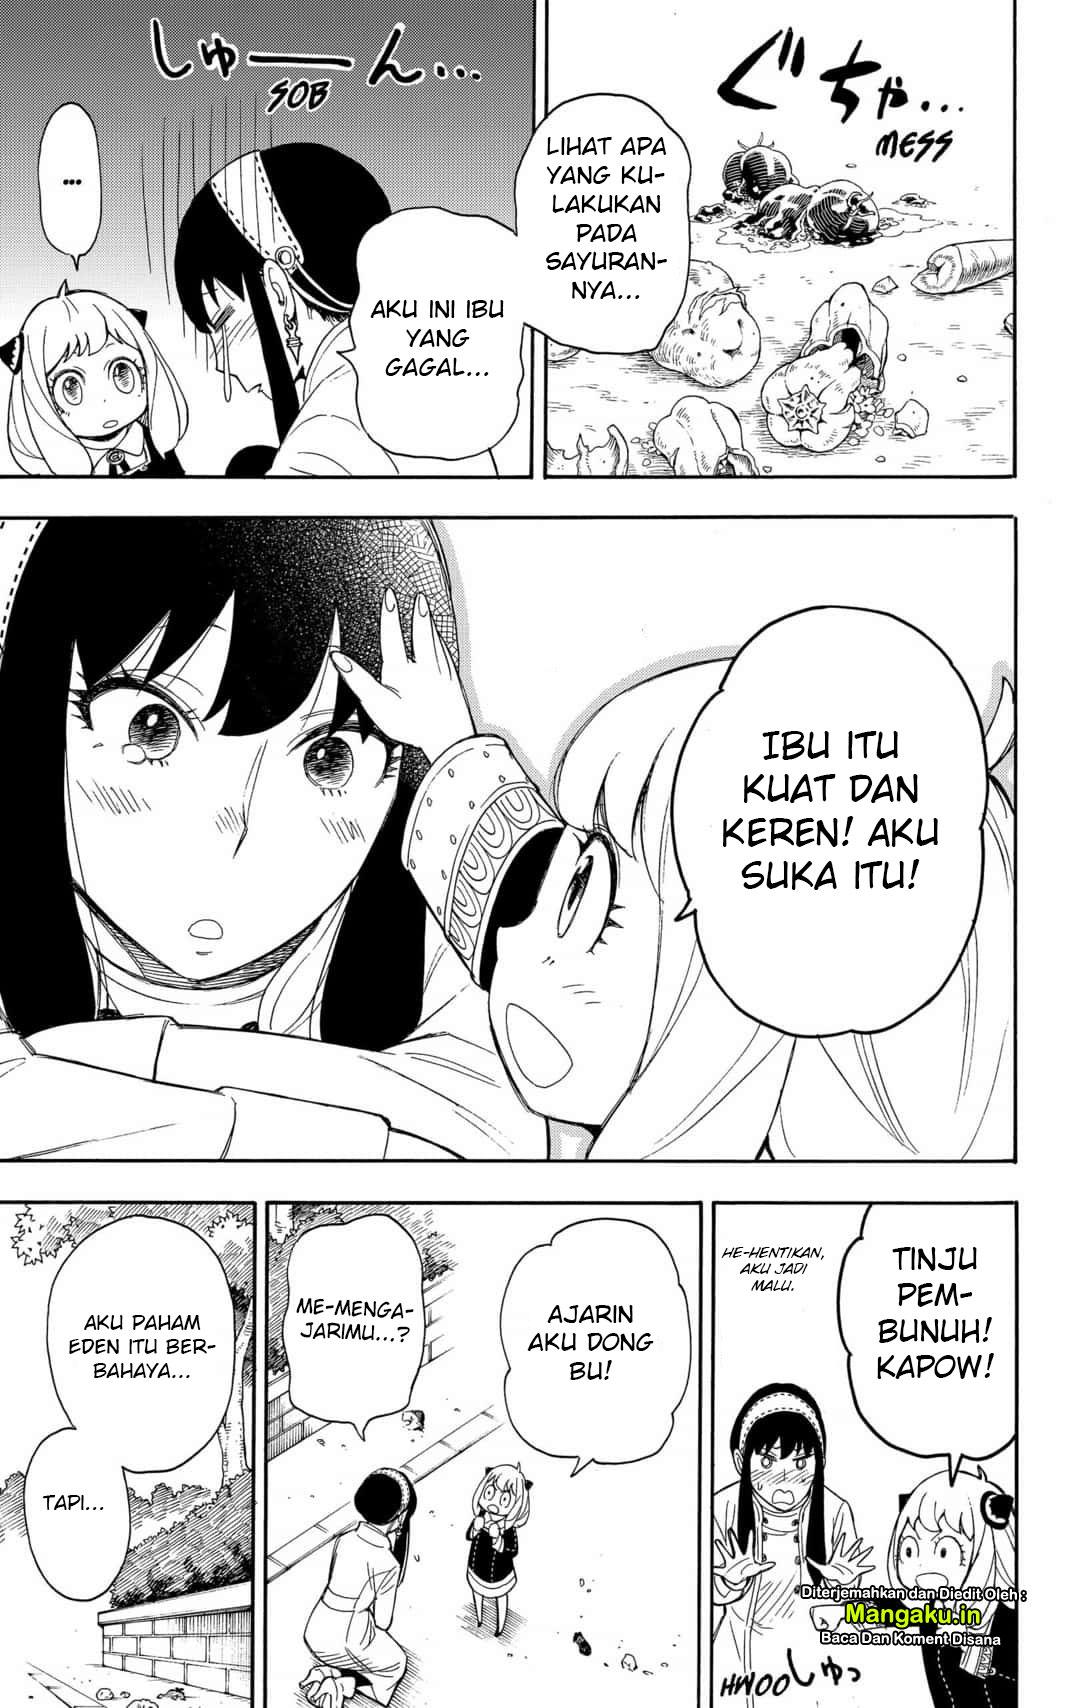 ぐちゃ...
MESS
LIHAT APA
YANG KU-
LAKUKAN
PADA
SAYURAN-
NYA...
しゅーん...
SOB
AKU INI IBU
YANG
GAGAL...
...
IBU ITU
KUAT DAN
KEREN! AKU
SUKA ITU!
TINJU
PEM-
BUNUH!
KAPOW!
HE-HENTIKAN,
AKU JADI
MALU.
HWOO
しゅっ
AJARIN
AKU DONG
BU!
ME-MENGA-
JARIMU...?
AKU PAHAM
EDEN ITU BER-
BAHAYA...
TAPI...
Diterjemahkan dan Diedit Oleh :
Mangaku.in
Baca Dan Koment Disana